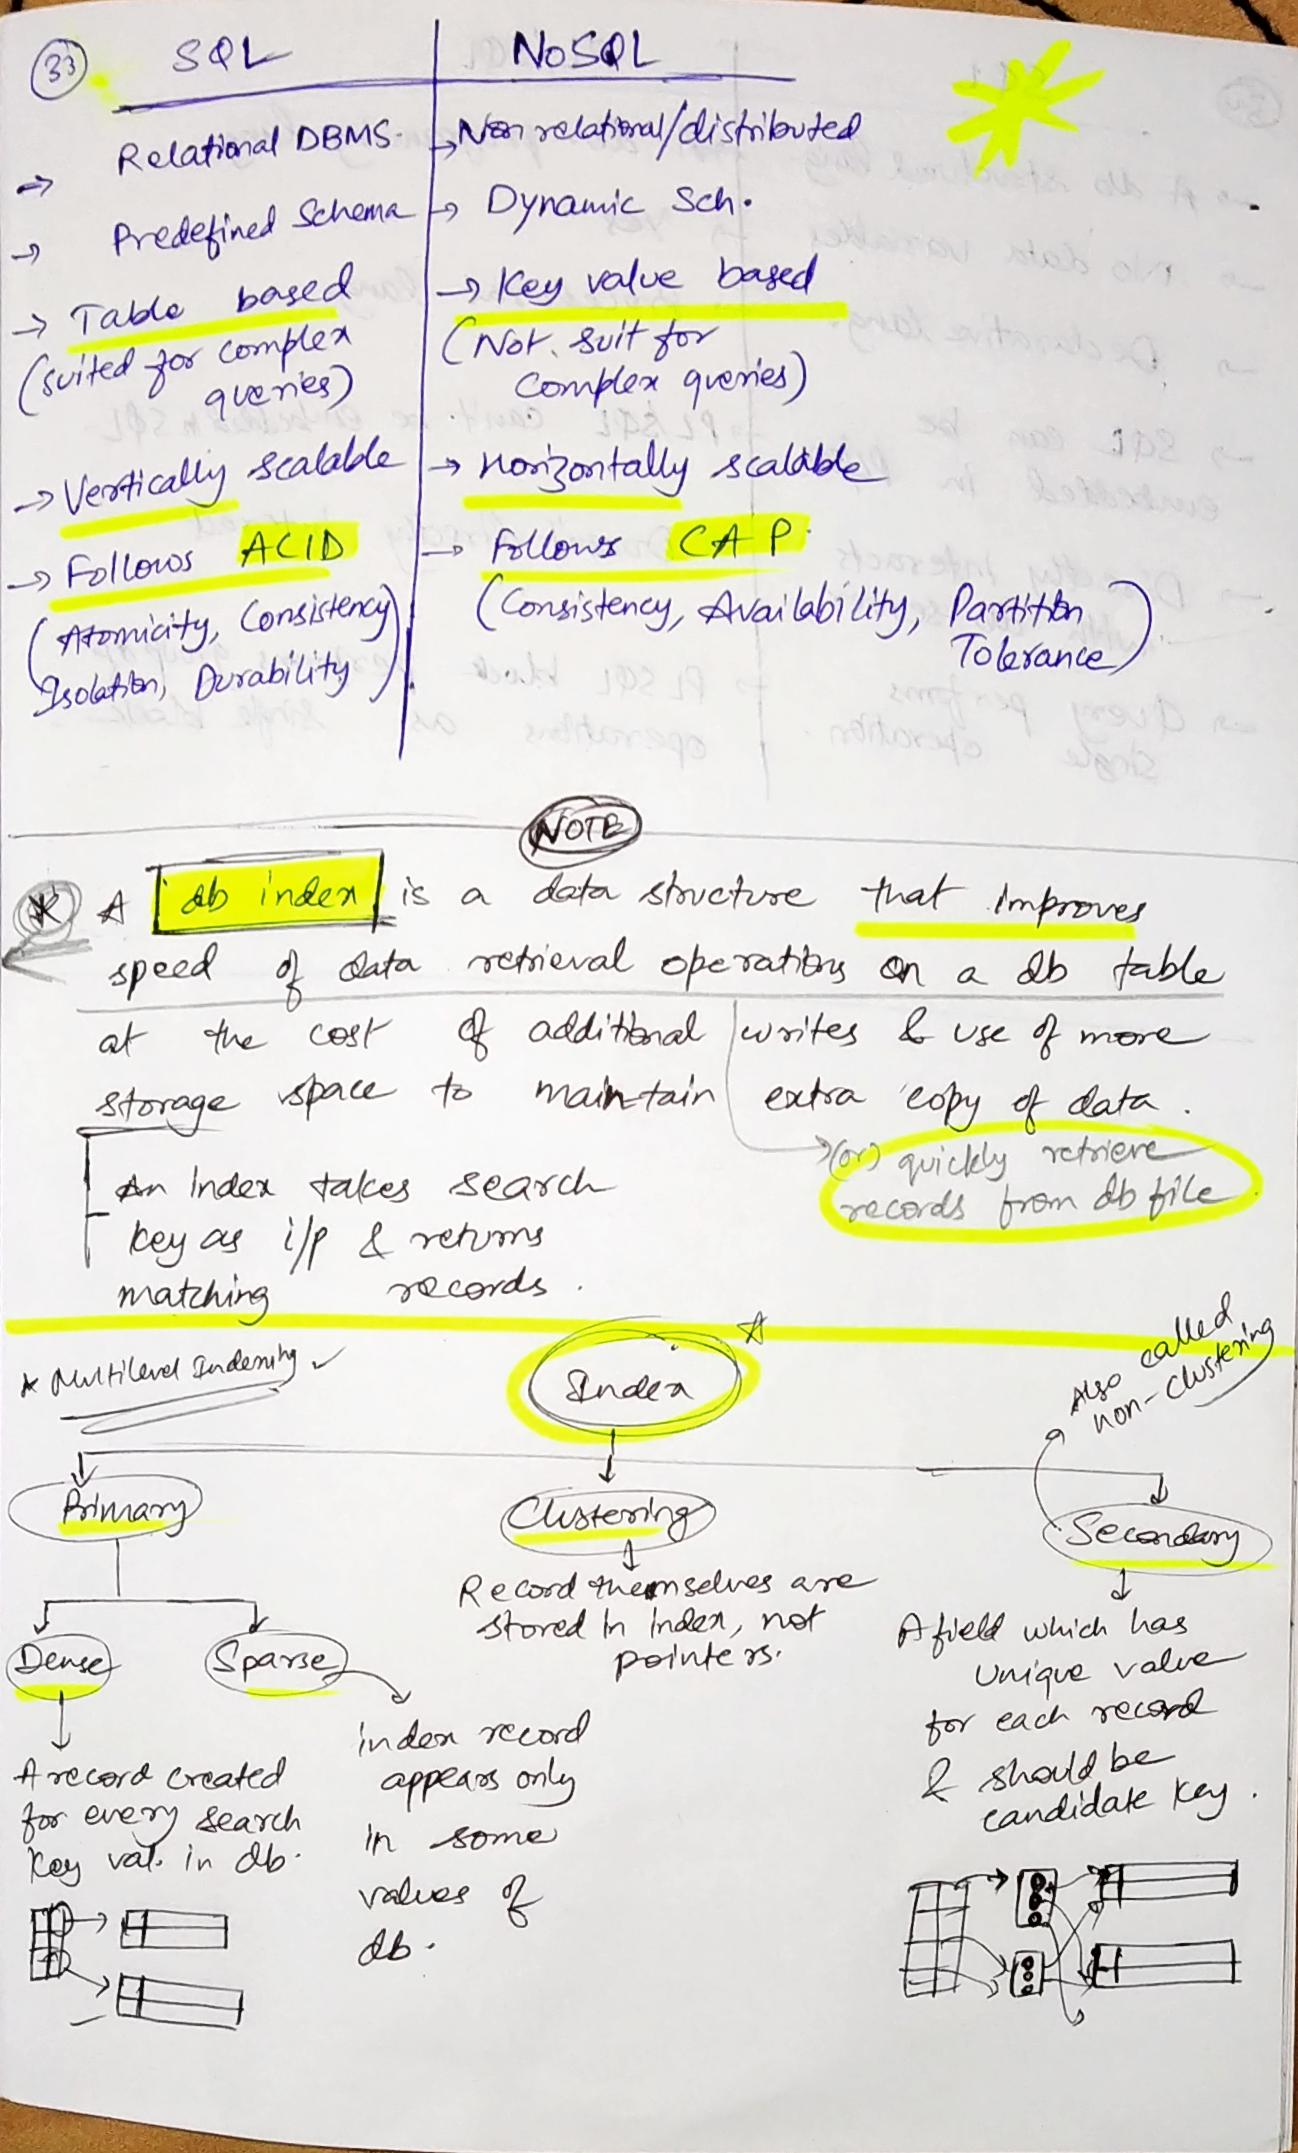 33
SQL
NoSQL
→ Relational DBMS.
→ Non relational/distributed
→ Predefined Schema
→ Dynamic Sch.
→ Table based
(suited for complex
queries)
→ Key value based
(Not suit for
complex queries)
→ Vertically scalable
→ Horizontally scalable
→ Follows ACID
(Atomicity, Consistency
Isolation, Durability)
→ Follows CAP
(Consistency, Availability, Partition
Tolerance)
NOTE
* A db index is a data structure that improves
speed of data retrieval operations on a db table
at the cost of additional writes & use of more
storage space to maintain extra copy of data.
→(or) quickly retrieve
records from db file
An index takes search
key as i/p & returns
matching records.
* Multilevel Indexing ✓
Index
Also called
non-clustering
Primary
Clustering
Secondary
Record themselves are
stored in index, not
pointers.
Dense
Sparse
A field which has
unique value
for each record
& should be
candidate key.
A record created
for every search
key val. in db.
index record
appears only
in some
values of
db.